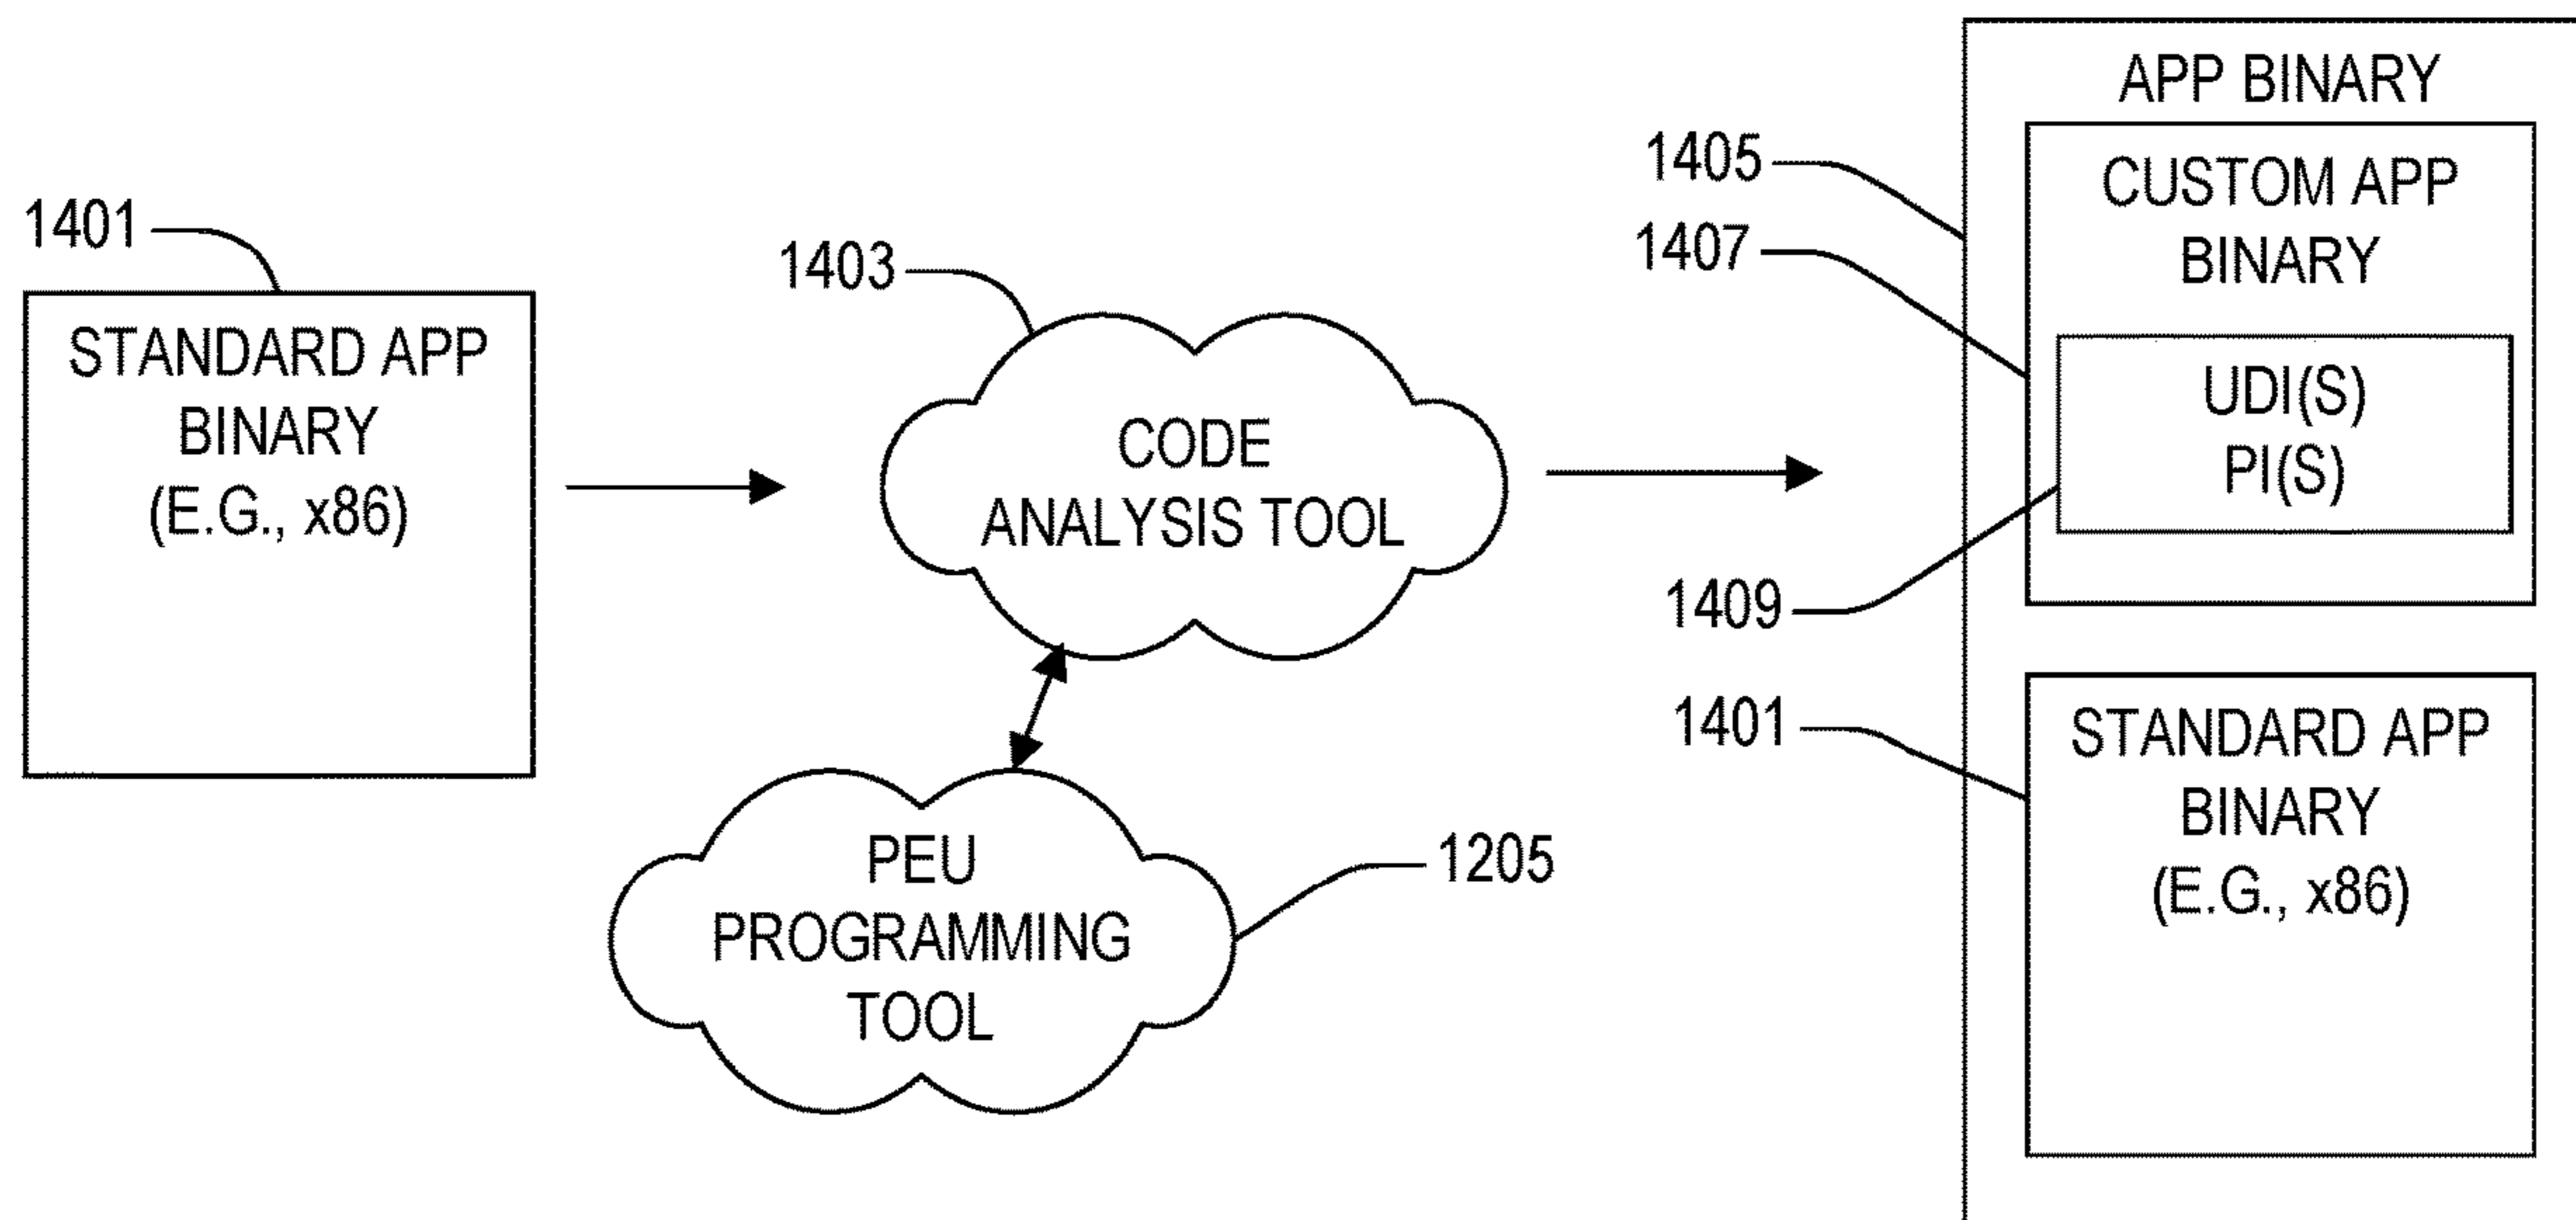 1401
STANDARD APP
BINARY
(E.G., x86)
1403
CODE
ANALYSIS TOOL
PEU
PROGRAMMING
TOOL
1205
APP BINARY
1405
CUSTOM APP
BINARY
1407
UDI(S)
PI(S)
1409
1401
STANDARD APP
BINARY
(E.G., x86)